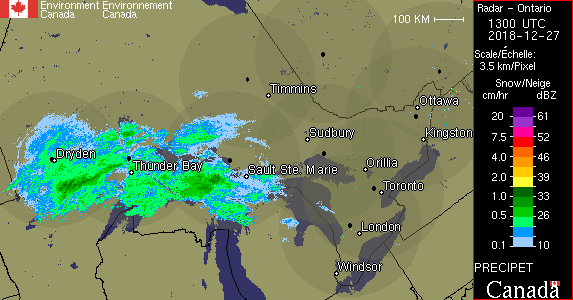 Environment Environnement
Canada Canada
100 KM
Timmins
Ottawa
Sudbury
Kingston
Dryden
Thunder Bay
Sault Ste. Marie
Orillia
Toronto
London
Windsor
Radar - Ontario
1300 UTC
2018-12-27
Scale/Échelle:
3.5 km/Pixel
Snow/Neige
cm/hr dBZ
20 61
7.5 57
5.0 52
4.0 46
2.0 39
1.0 33
0.5 26
0.1 10
PRECIPET
Canada